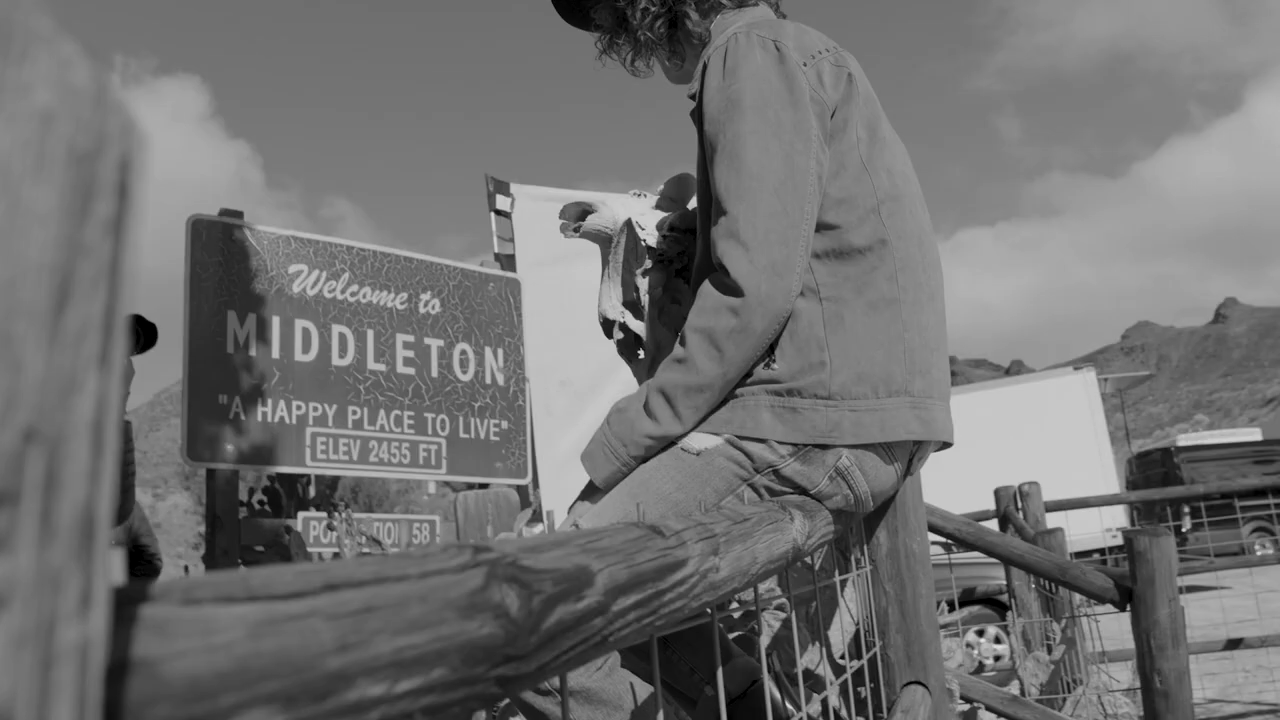 Welcome to
MIDDLETON
"A HAPPY PLACE TO LIVE"
ELEV 2455 FT
58